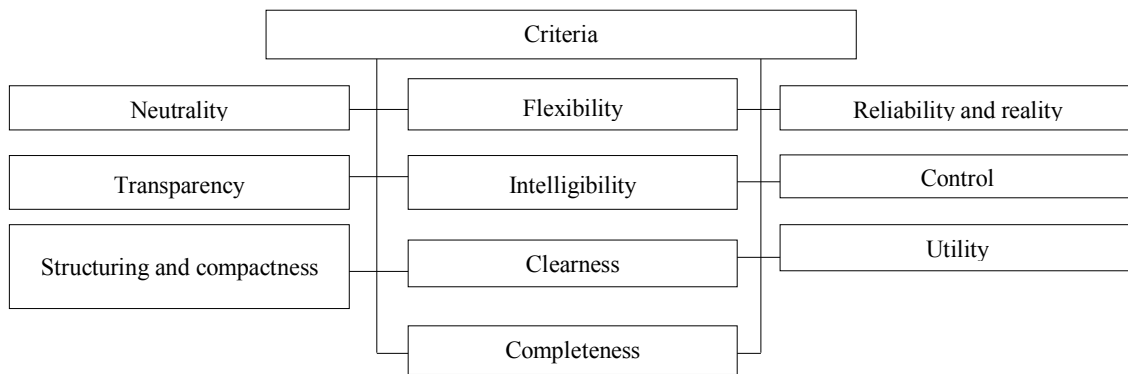 Criteria
Neutrality
Flexibility
Reliability and reality
Transparency
Intelligibility
Control
Structuring and compactness
Clearness
Utility
Completeness